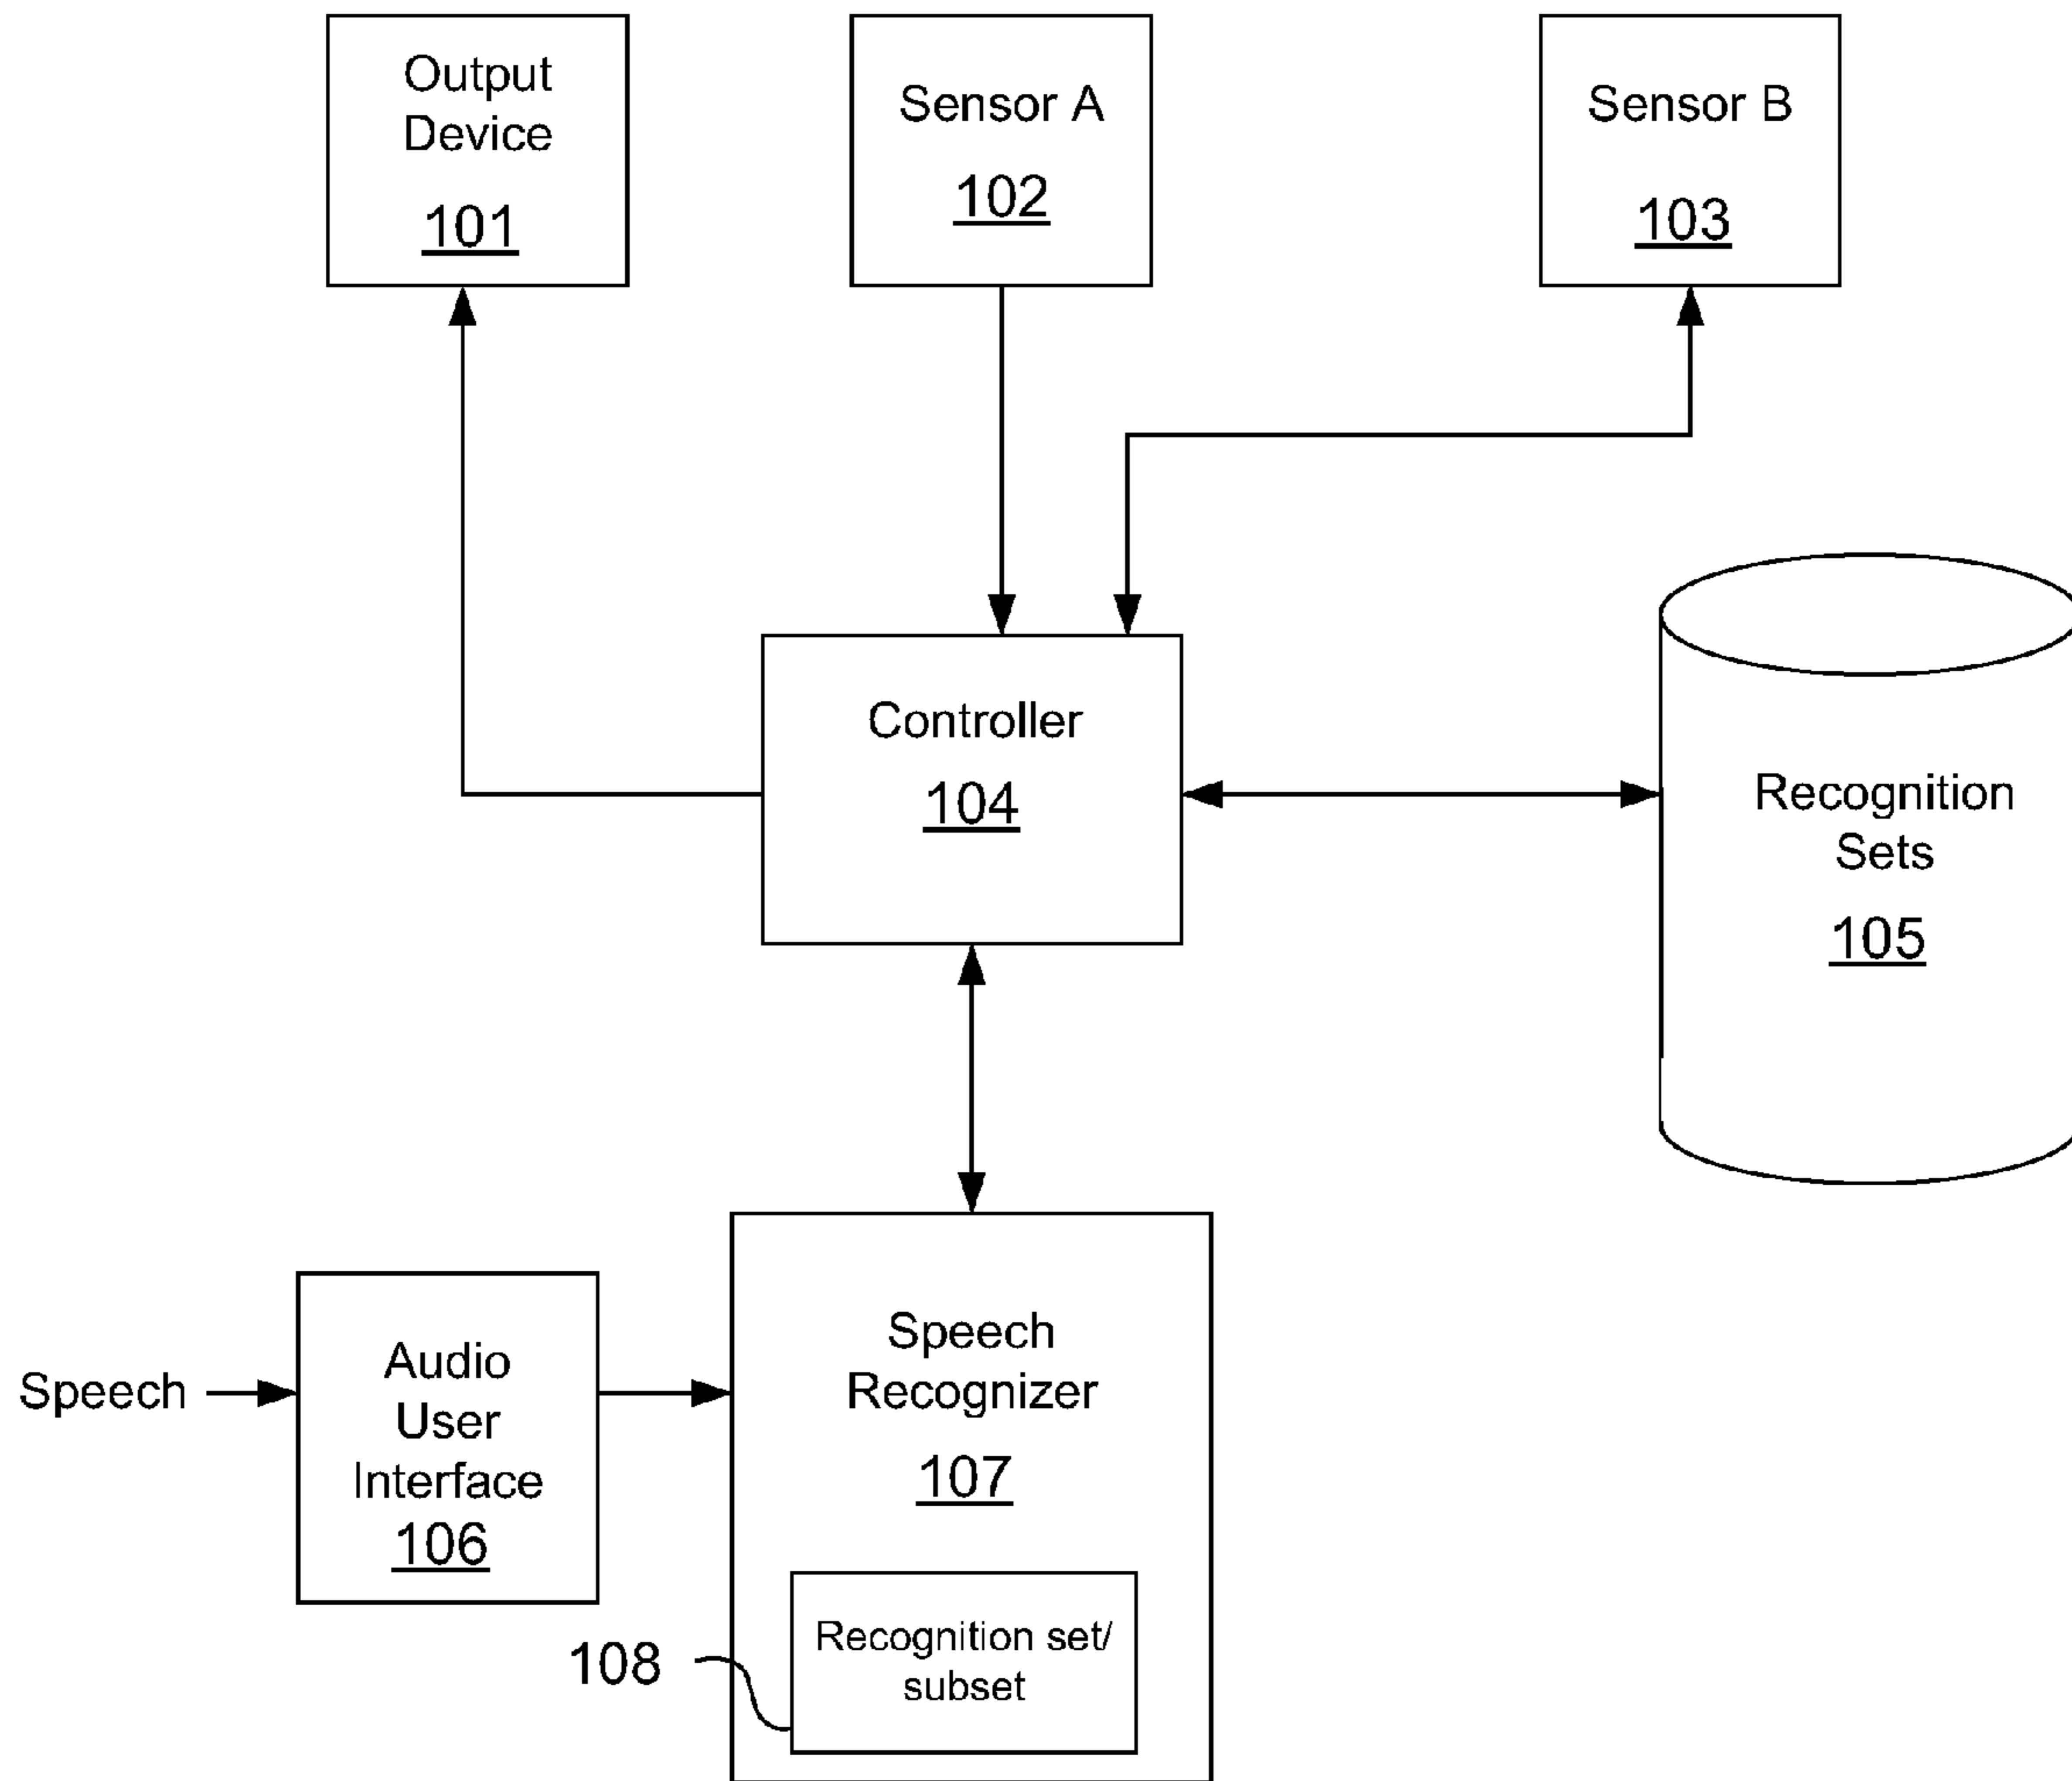 Output
Device
101
Sensor A
102
Sensor B
103
Controller
104
Recognition
Sets
105
Speech
Audio
User
Interface
106
Speech
Recognizer
107
Recognition set/
subset
108